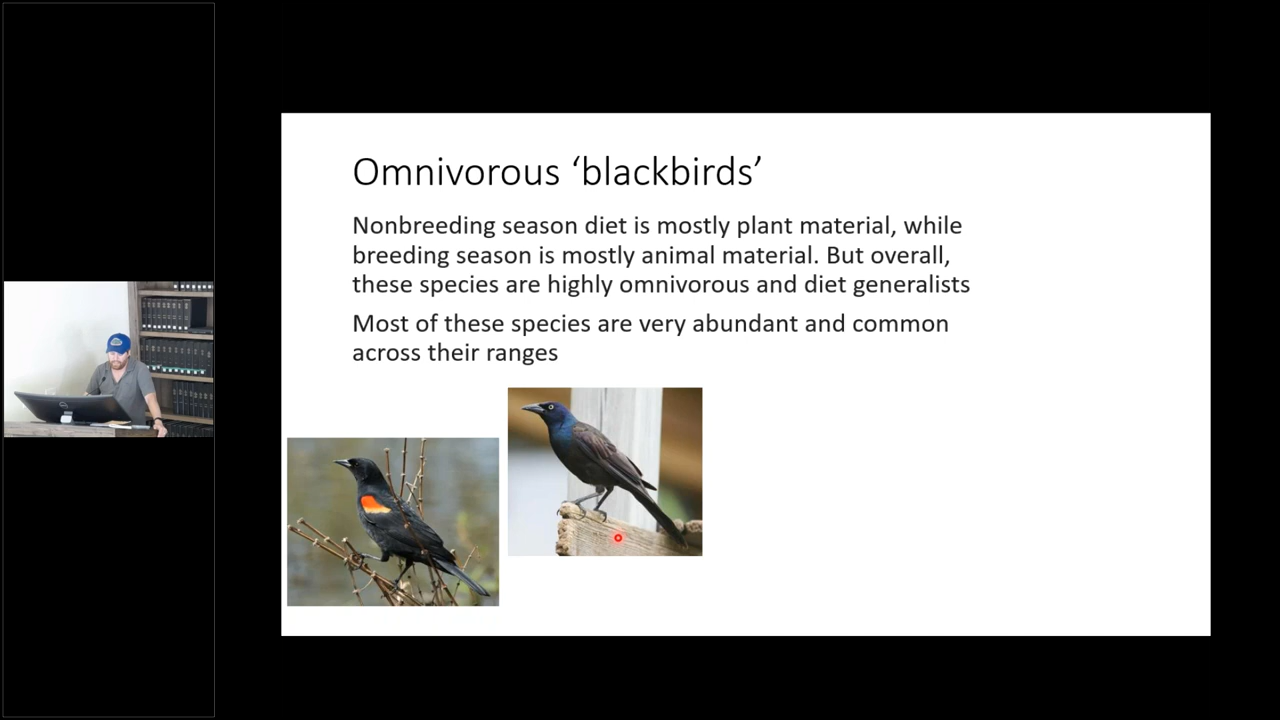 Omnivorous ‘blackbirds’
Nonbreeding season diet is mostly plant material, while
breeding season is mostly animal material. But overall,
these species are highly omnivorous and diet generalists
Most of these species are very abundant and common
across their ranges